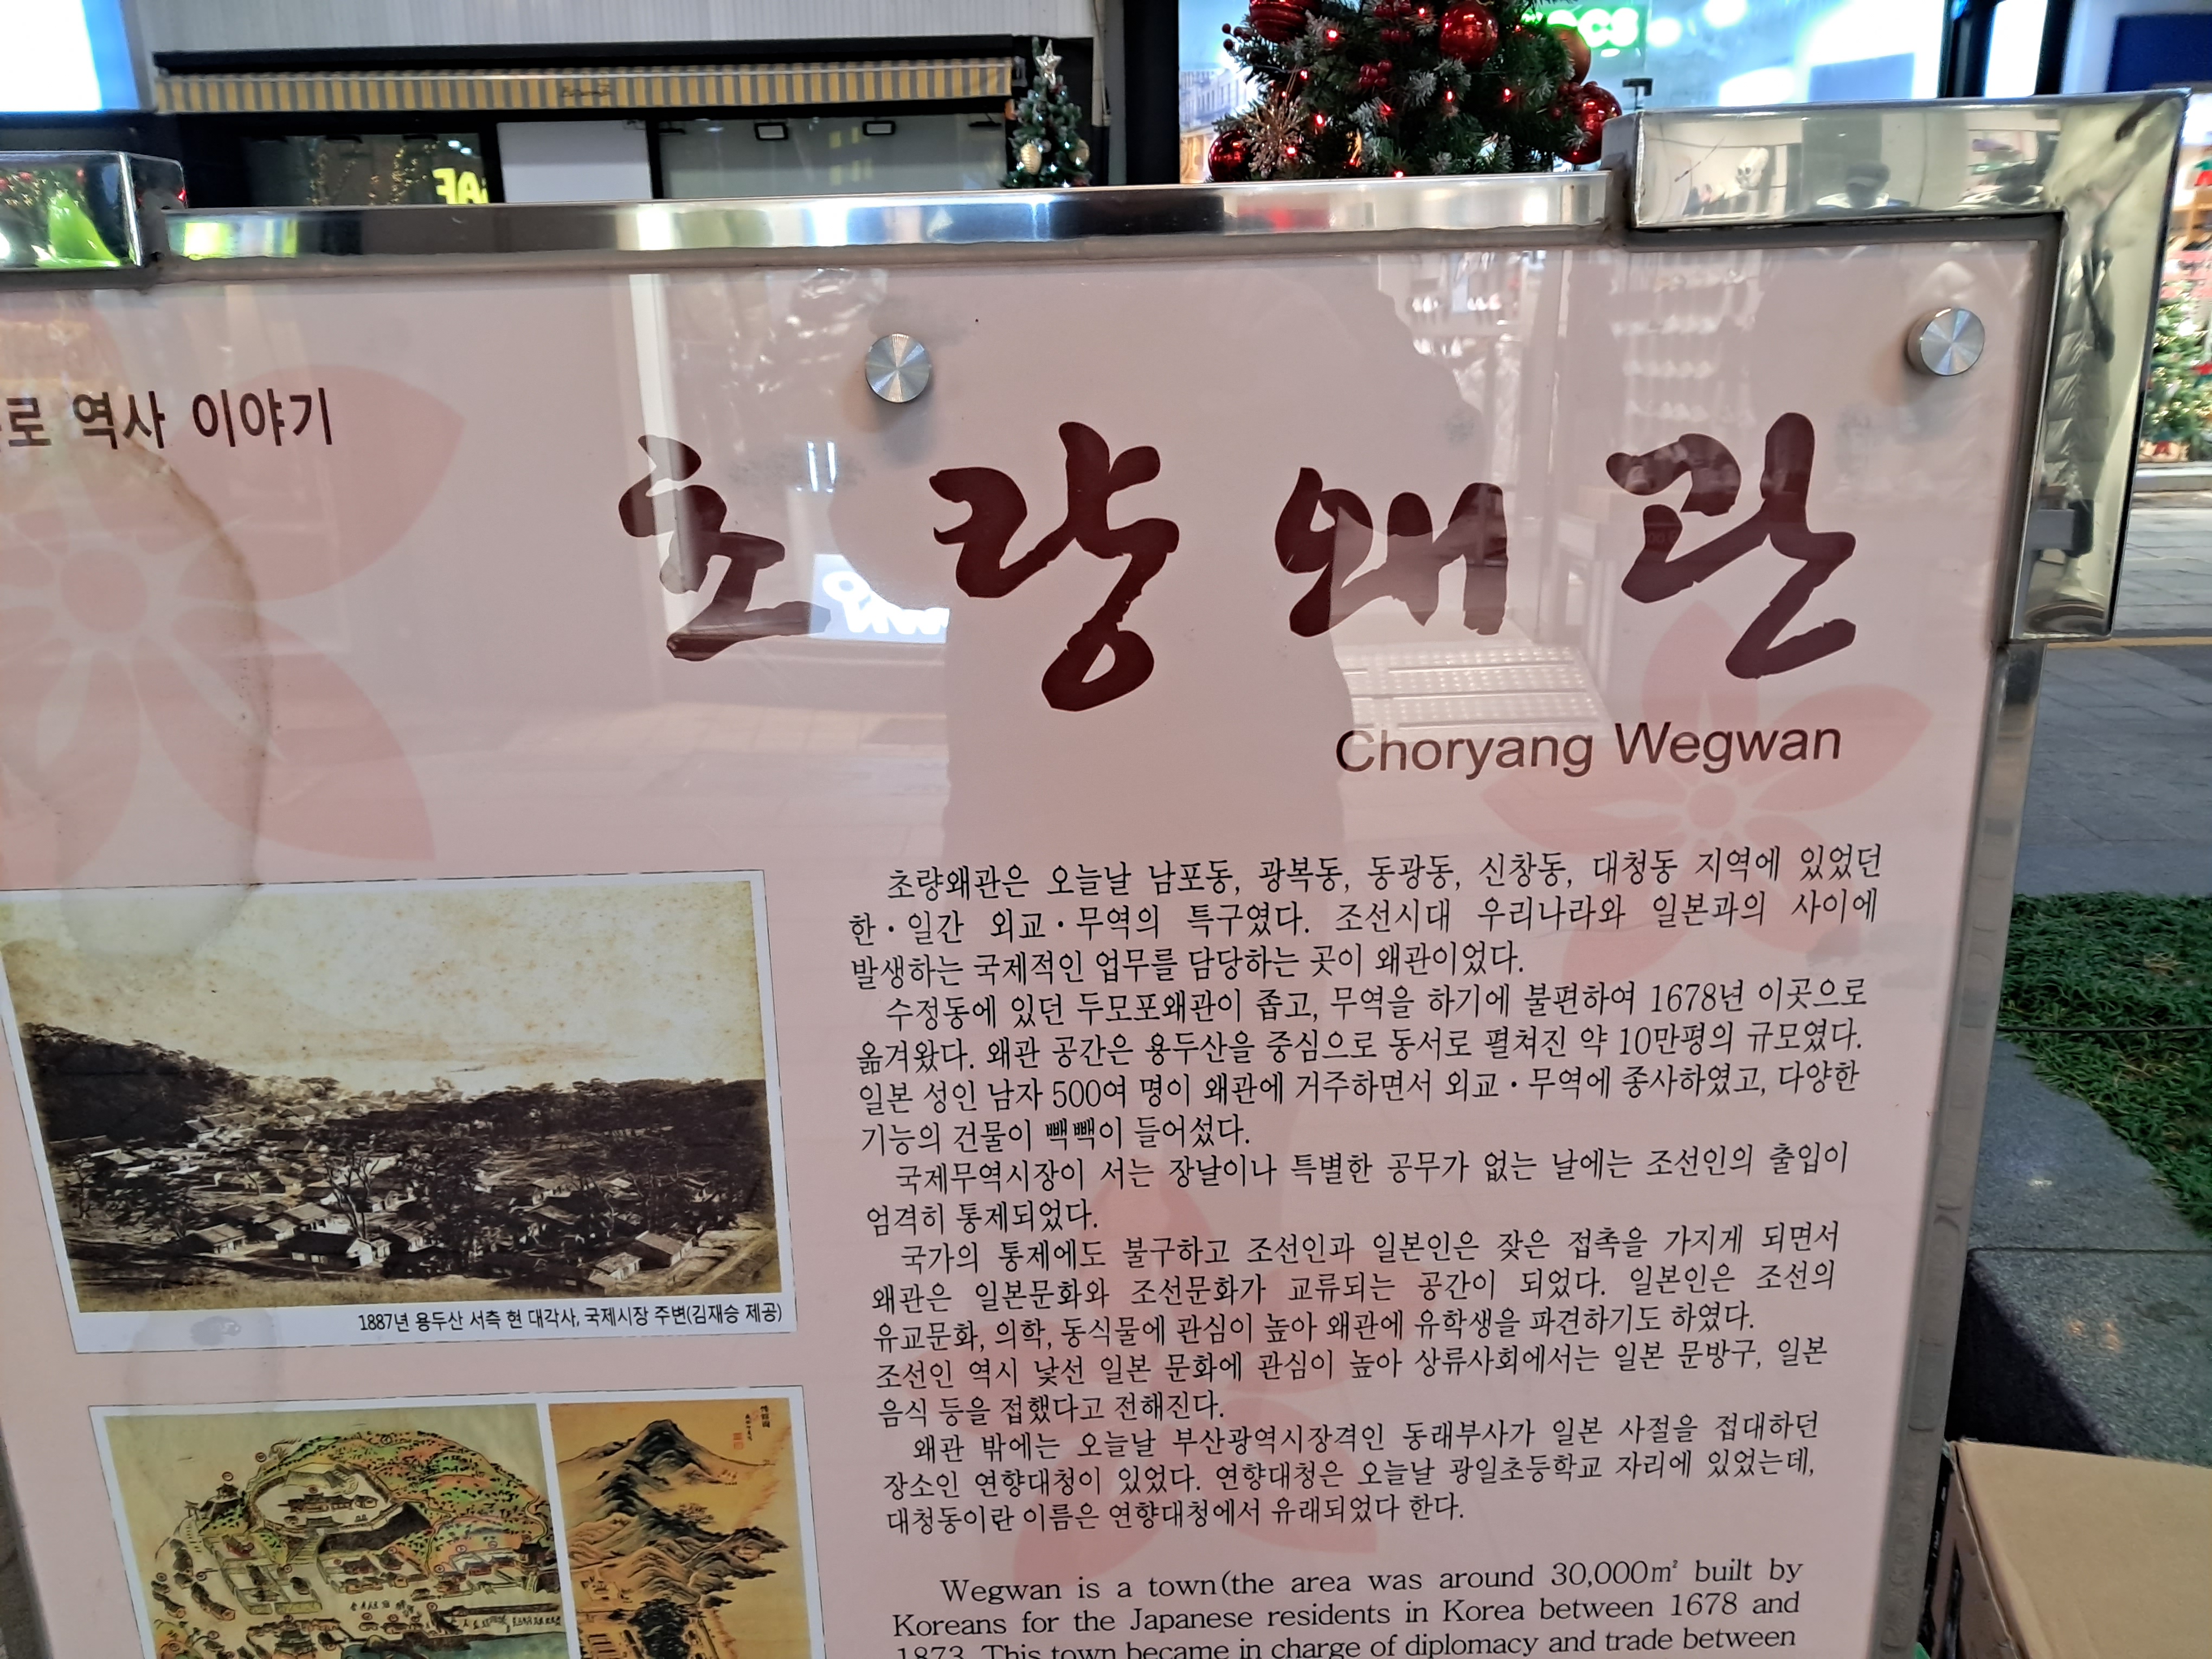 로 역사 이야기
초량왜관
Choryang Wegwan
초량왜관은 오늘날 남포동, 광복동, 동광동, 신창동, 대청동 지역에 있었던
한·일간 외교·무역의 특구였다. 조선시대 우리나라와 일본과의 사이에
발생하는 국제적인 업무를 담당하는 곳이 왜관이었다.
수정동에 있던 두모포왜관이 좁고, 무역을 하기에 불편하여 1678년 이곳으로
옮겨왔다. 왜관 공간은 용두산을 중심으로 동서로 펼쳐진 약 10만평의 규모였다.
일본 성인 남자 500여 명이 왜관에 거주하면서 외교·무역에 종사하였고, 다양한
기능의 건물이 빽빽이 들어섰다.
국제무역시장이 서는 장날이나 특별한 공무가 없는 날에는 조선인의 출입이
엄격히 통제되었다.
국가의 통제에도 불구하고 조선인과 일본인은 잦은 접촉을 가지게 되면서
왜관은 일본문화와 조선문화가 교류되는 공간이 되었다. 일본인은 조선의
유교문화, 의학, 동식물에 관심이 높아 왜관에 유학생을 파견하기도 하였다.
조선인 역시 낯선 일본 문화에 관심이 높아 상류사회에서는 일본 문방구, 일본
음식 등을 접했다고 전해진다.
왜관 밖에는 오늘날 부산광역시장격인 동래부사가 일본 사절을 접대하던
장소인 연향대청이 있었다. 연향대청은 오늘날 광일초등학교 자리에 있었는데,
대청동이란 이름은 연향대청에서 유래되었다 한다.
Wegwan is a town(the area was around 30,000㎡ built by
Koreans for the Japanese residents in Korea between 1678 and
1873. This town became in charge of diplomacy and trade between
1887년 용두산 서측 현 대각사, 국제시장 주변(김재승 제공)